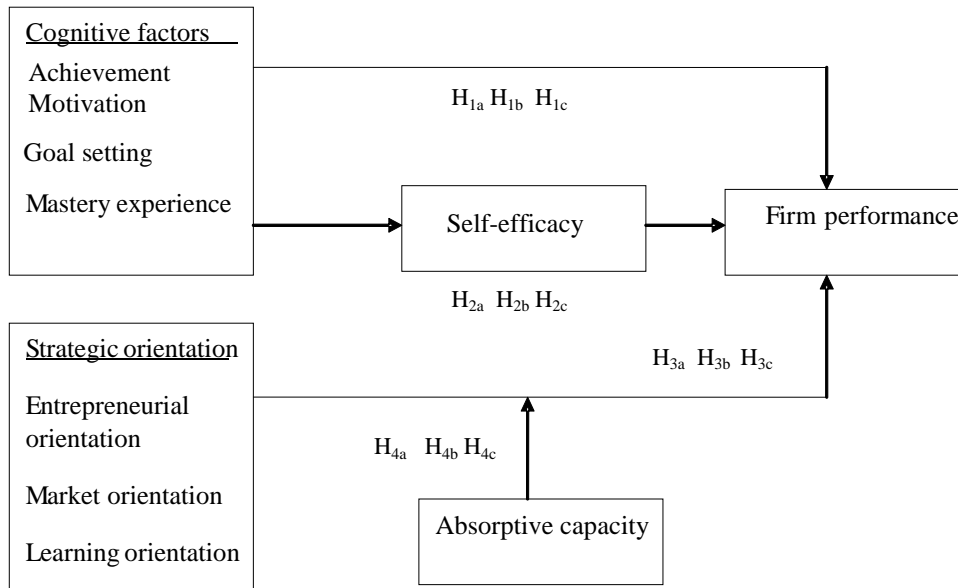 Cognitive factors
Achievement
Motivation
Goal setting
Mastery experience
H1a H1b H1c
Self-efficacy
Firm performance
H2a H2b H2c
Strategic orientation
Entrepreneurial
orientation
Market orientation
Learning orientation
H3a H3b H3c
H4a H4b H4c
Absorptive capacity